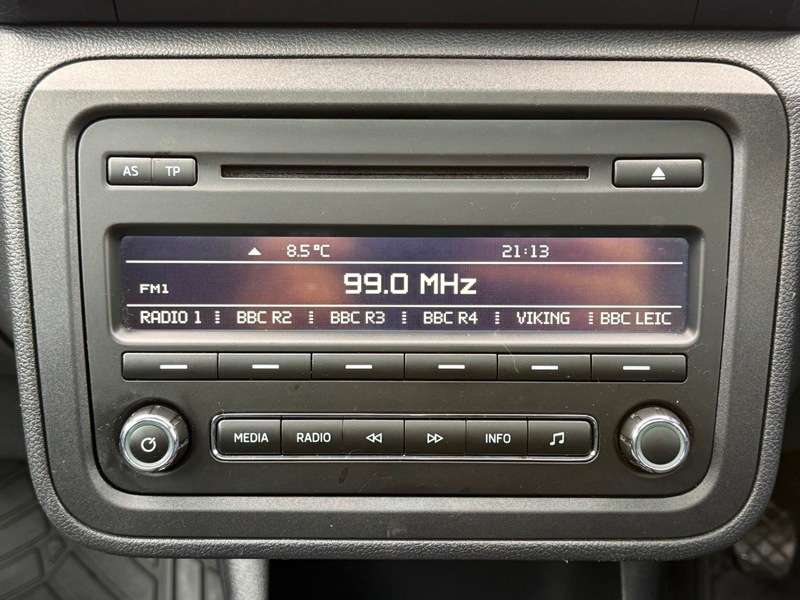 AS TP
8.5°C 21:13
FM1 99.0 MHz
RADIO 1 BBC R2 BBC R3 BBC R4 VIKING BBC LEIC
MEDIA RADIO INFO